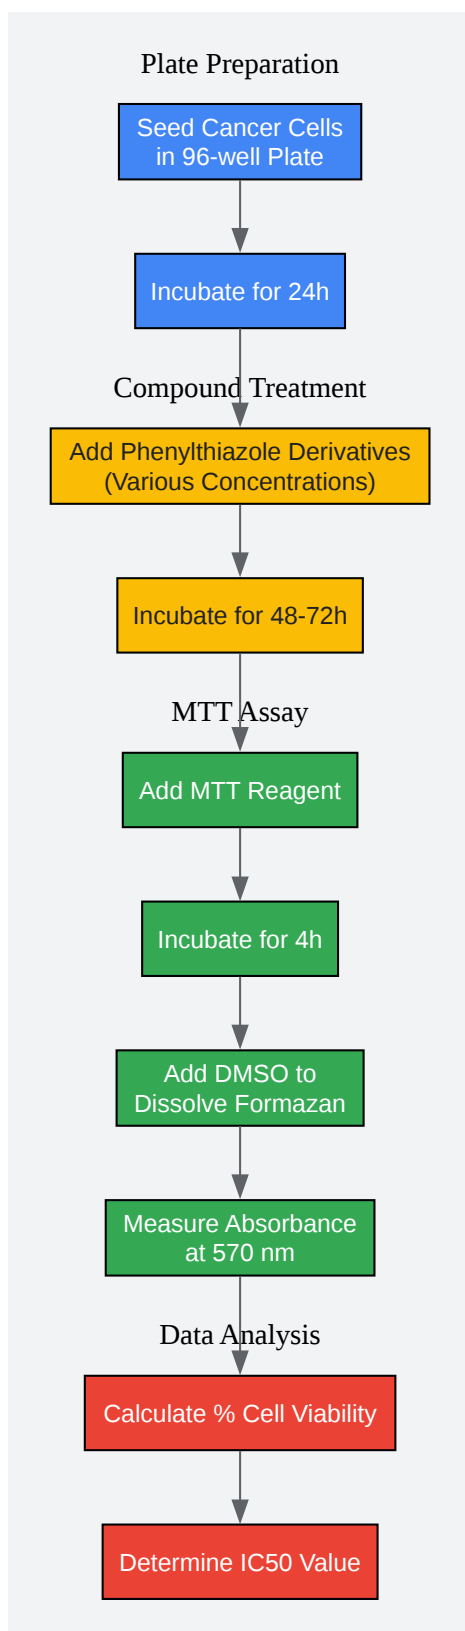 Plate Preparation
Seed Cancer Cells
in 96-well Plate
Incubate for 24h
Compound Treatment
Add Phenylthiazole Derivatives
(Various Concentrations)
Incubate for 48-72h
MTT Assay
Add MTT Reagent
Incubate for 4h
Add DMSO to
Dissolve Formazan
Measure Absorbance
at 570 nm
Data Analysis
Calculate % Cell Viability
Determine IC50 Value